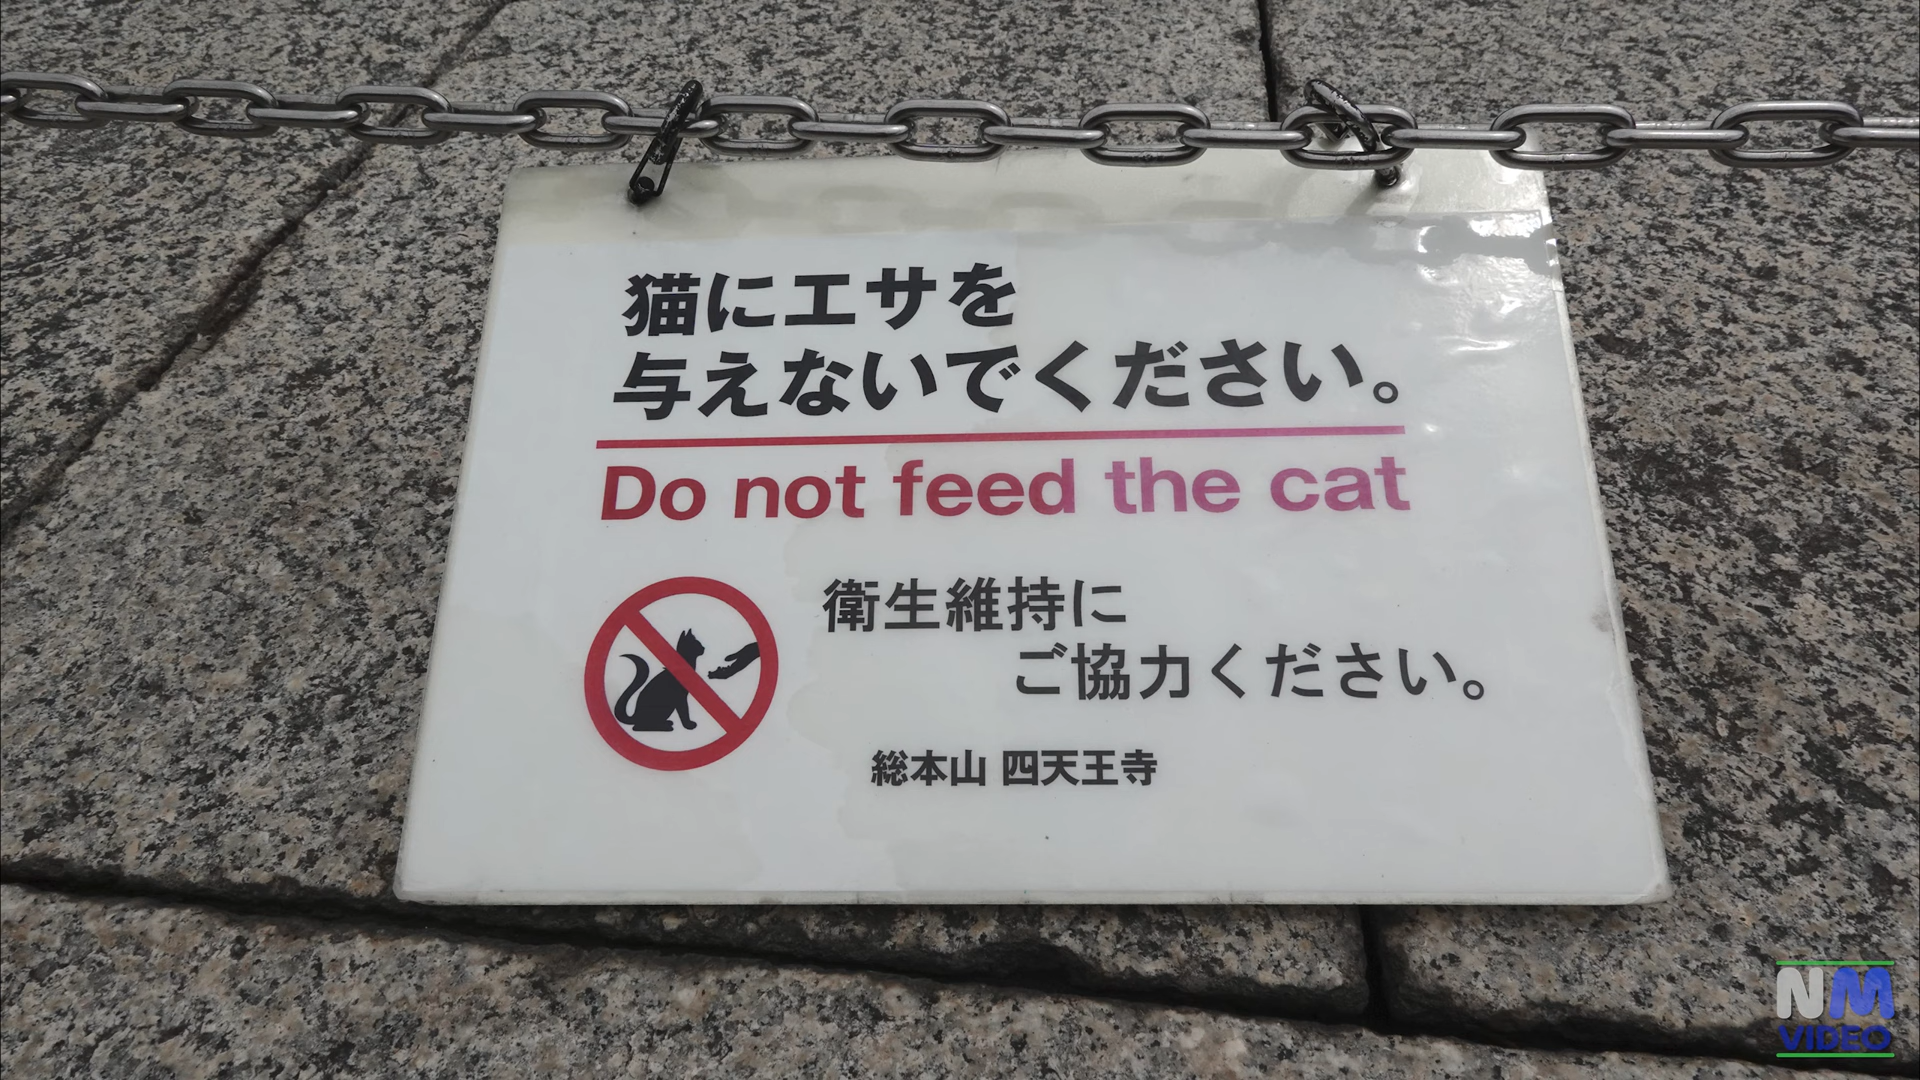 猫にエサを
与えないでください。
Do not feed the cat
衛生維持に
ご協力ください。
総本山 四天王寺
NM
VIDEO